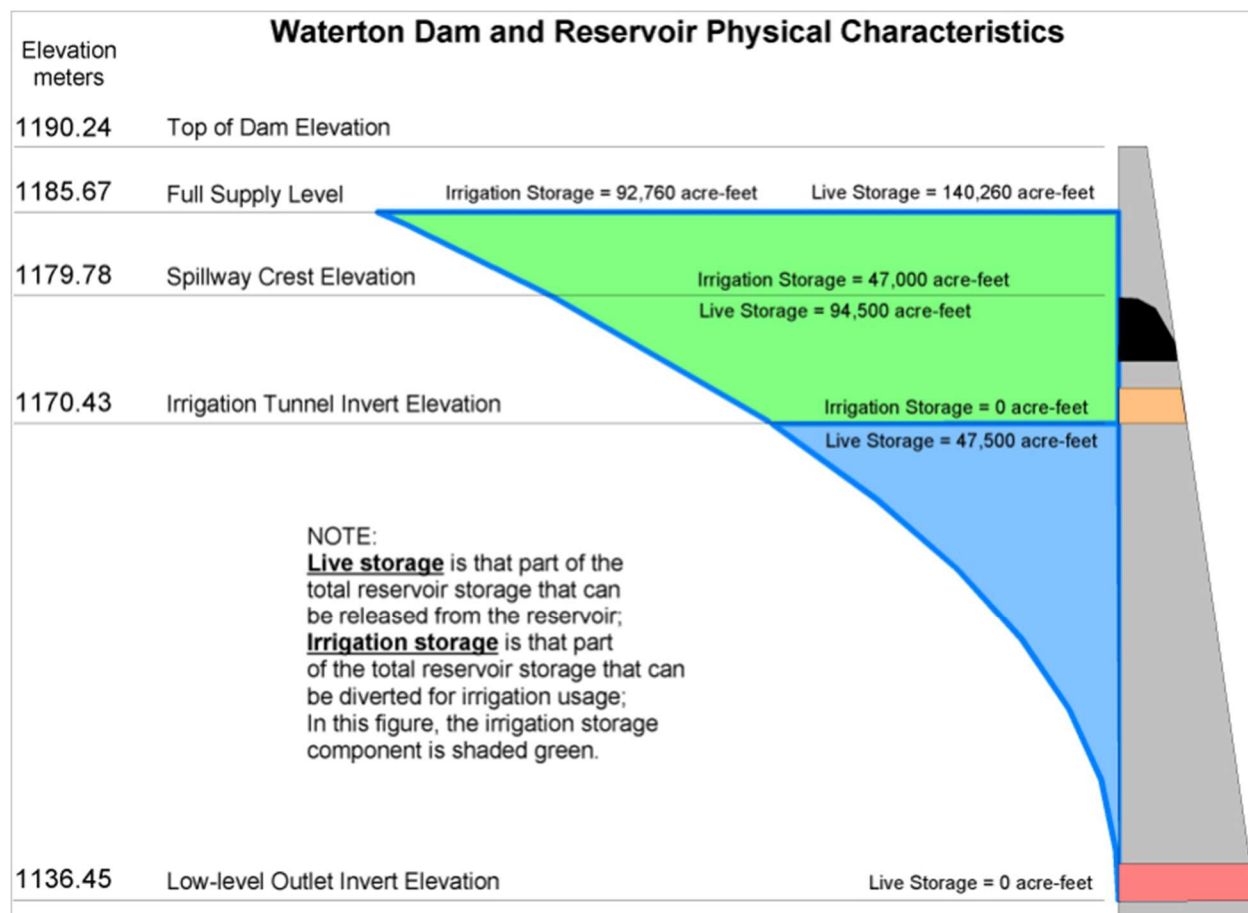 Waterton Dam and Reservoir Physical Characteristics
Elevation
meters
1190.24 Top of Dam Elevation
1185.67 Full Supply Level Irrigation Storage = 92,760 acre-feet Live Storage = 140,260 acre-feet
1179.78 Spillway Crest Elevation Irrigation Storage = 47,000 acre-feet
Live Storage = 94,500 acre-feet
1170.43 Irrigation Tunnel Invert Elevation Irrigation Storage = 0 acre-feet
Live Storage = 47,500 acre-feet
NOTE:
Live storage is that part of the
total reservoir storage that can
be released from the reservoir;
Irrigation storage is that part
of the total reservoir storage that can
be diverted for irrigation usage;
In this figure, the irrigation storage
component is shaded green.
1136.45 Low-level Outlet Invert Elevation Live Storage = 0 acre-feet